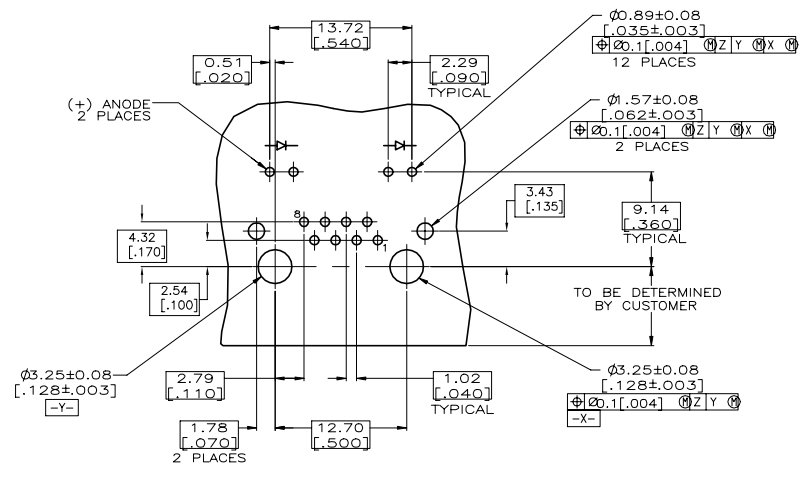 13.72
[.540]
Ø0.89±0.08
[.035±.003]
⌖ Ø0.1[.004] Ⓜ Z Y Ⓜ X Ⓜ
12 PLACES
0.51
[.020]
2.29
[.090]
TYPICAL
(+) ANODE
2 PLACES
Ø1.57±0.08
[.062±.003]
⌖ Ø0.1[.004] Ⓜ Z Y Ⓜ X Ⓜ
2 PLACES
3.43
[.135]
9.14
[.360]
TYPICAL
8
1
4.32
[.170]
2.54
[.100]
TO BE DETERMINED
BY CUSTOMER
Ø3.25±0.08
[.128±.003]
-Y-
2.79
[.110]
1.02
[.040]
TYPICAL
Ø3.25±0.08
[.128±.003]
⌖ Ø0.1[.004] Ⓜ Z Y Ⓜ
-X-
1.78
[.070]
2 PLACES
12.70
[.500]